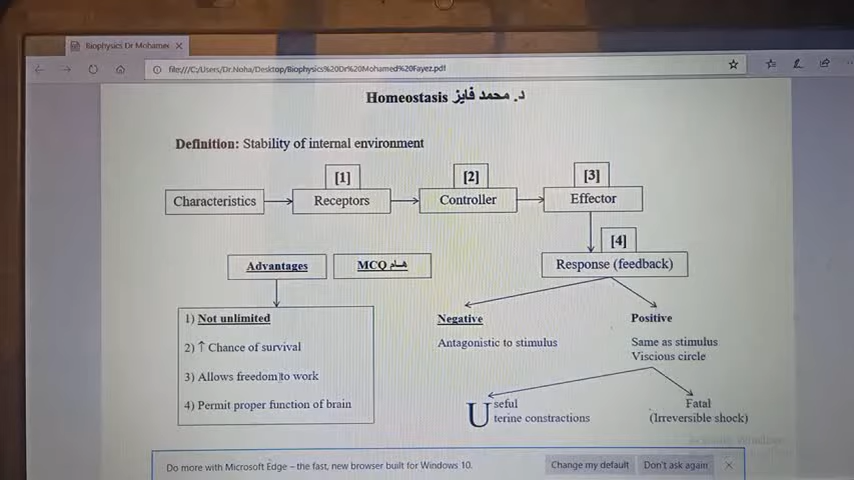 Biophysics Dr Mohamed
file:///C:/Users/Dr.Noha/Desktop/Biophysics%20Dr%20Mohamed%20Fayez.pdf
Homeostasis د. محمد فايز
Definition: Stability of internal environment
[1]
[2]
[3]
Characteristics
Receptors
Controller
Effector
[4]
Response (feedback)
Advantages
MCQ هـام
1) Not unlimited
2) ↑ Chance of survival
3) Allows freedom to work
4) Permit proper function of brain
Negative
Antagonistic to stimulus
Positive
Same as stimulus
Viscious circle
Useful
Uterine constractions
Fatal
(Irreversible shock)
Do more with Microsoft Edge – the fast, new browser built for Windows 10.
Change my default
Don't ask again